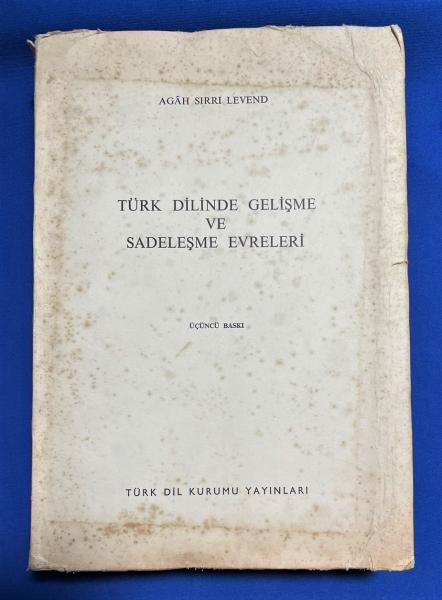 AGÂH SIRRI LEVEND
TÜRK DİLİNDE GELİŞME
VE
SADELEŞME EVRELERİ
ÜÇÜNCÜ BASKI
TÜRK DİL KURUMU YAYINLARI